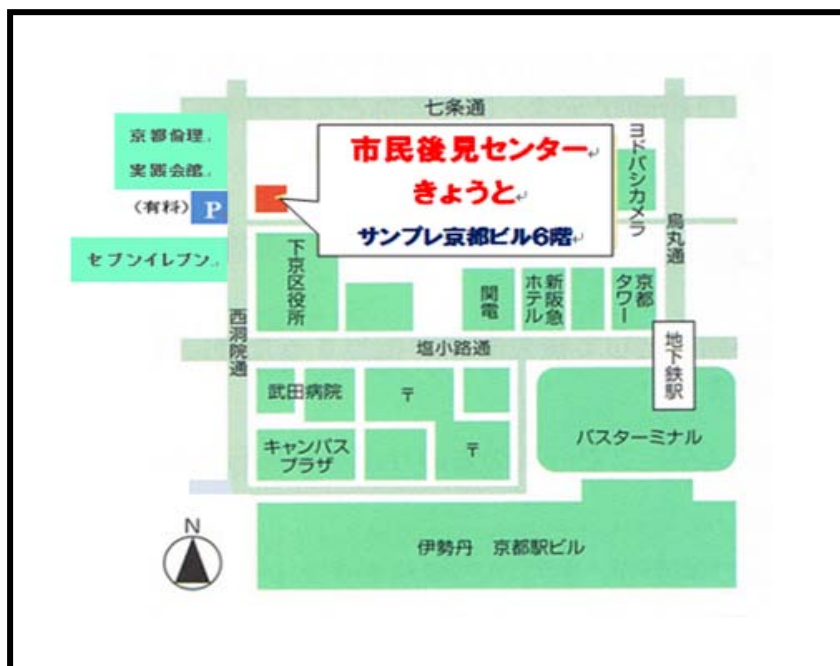 七条通
京都倫理
実践会館
(有料) P
セブンイレブン
市民後見センター
きょうと
サンプレ京都ビル6階
ヨドバシカメラ
烏丸通
下京区役所
関電
新阪急
ホテル
京都
タワー
西洞院通
塩小路通
地下鉄駅
武田病院
〒
キャンパス
プラザ
〒
バスターミナル
N
伊勢丹 京都駅ビル